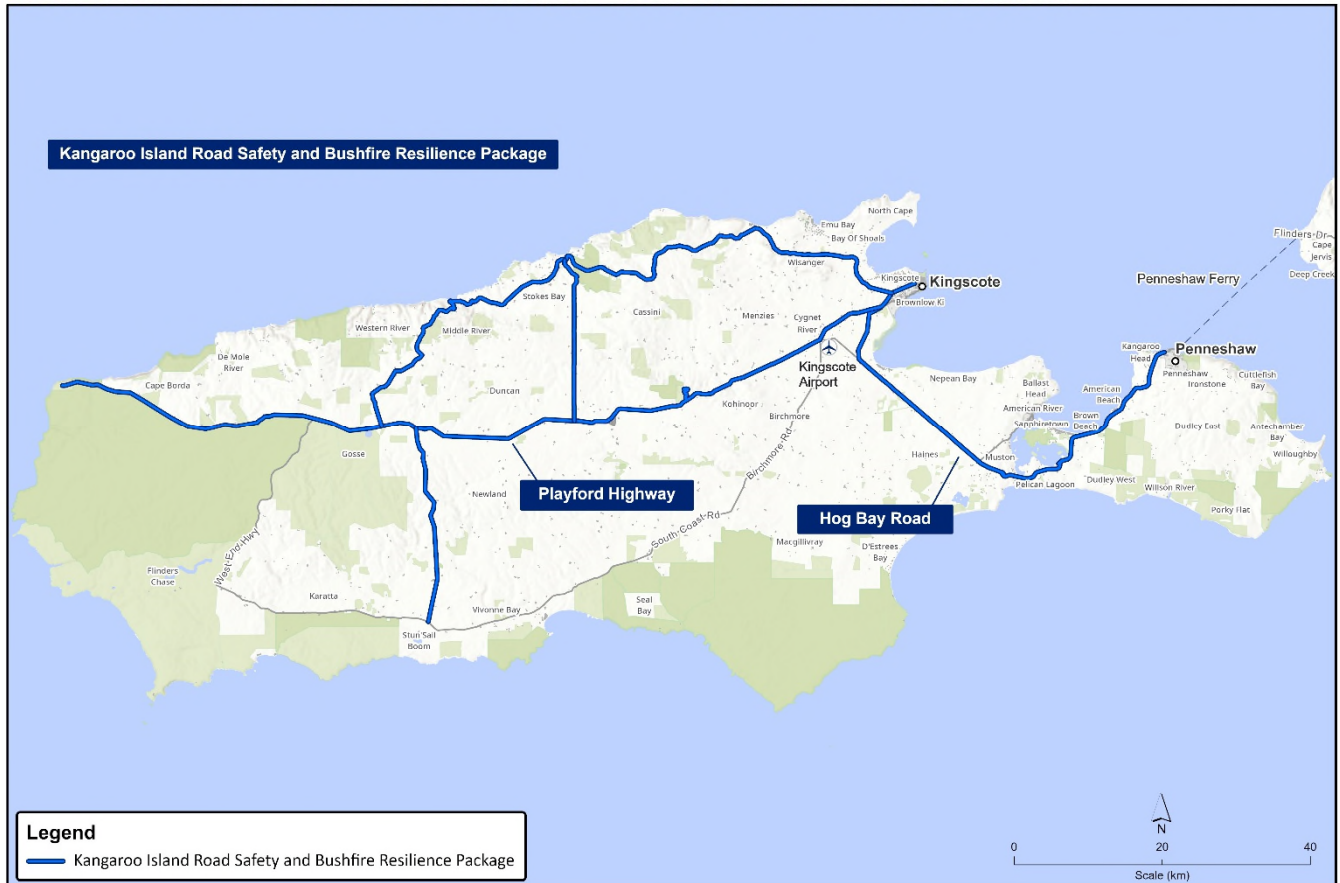 Kangaroo Island Road Safety and Bushfire Resilience Package
North Cape
Emu Bay
Bay Of Shoals
Flinders-Dr
Cape
Jervis
Deep Creek
Wisanger
Kingscote
Kingscote
Brownlow Ki
Penneshaw Ferry
Stokes Bay
Cassini
Menzies
Cygnet
River
Western River
Middle River
Kingscote
Airport
Kangaroo
Head
Penneshaw
Penneshaw
Ironstone
Cuttlefish
Bay
De Mole
River
Cape Borda
Duncan
Nepean Bay
Ballast
Head
American
Beach
American River
Sapphiretown
Brown
Beach
Kohinoor
Birchmore
Dudley East
Antechamber
Bay
Willoughby
Gosse
Haines
Muston
Birchmore-Rd
Pelican Lagoon
Dudley West
Willson River
Porky Flat
Newland
Playford Highway
Hog Bay Road
South-Coast-Rd
Macgillivray
D'Estrees
Bay
West-End-Hwy
Flinders
Chase
Karatta
Vivonne Bay
Seal
Bay
Stun'Sail
Boom
Legend
Kangaroo Island Road Safety and Bushfire Resilience Package
N
0 20 40
Scale (km)